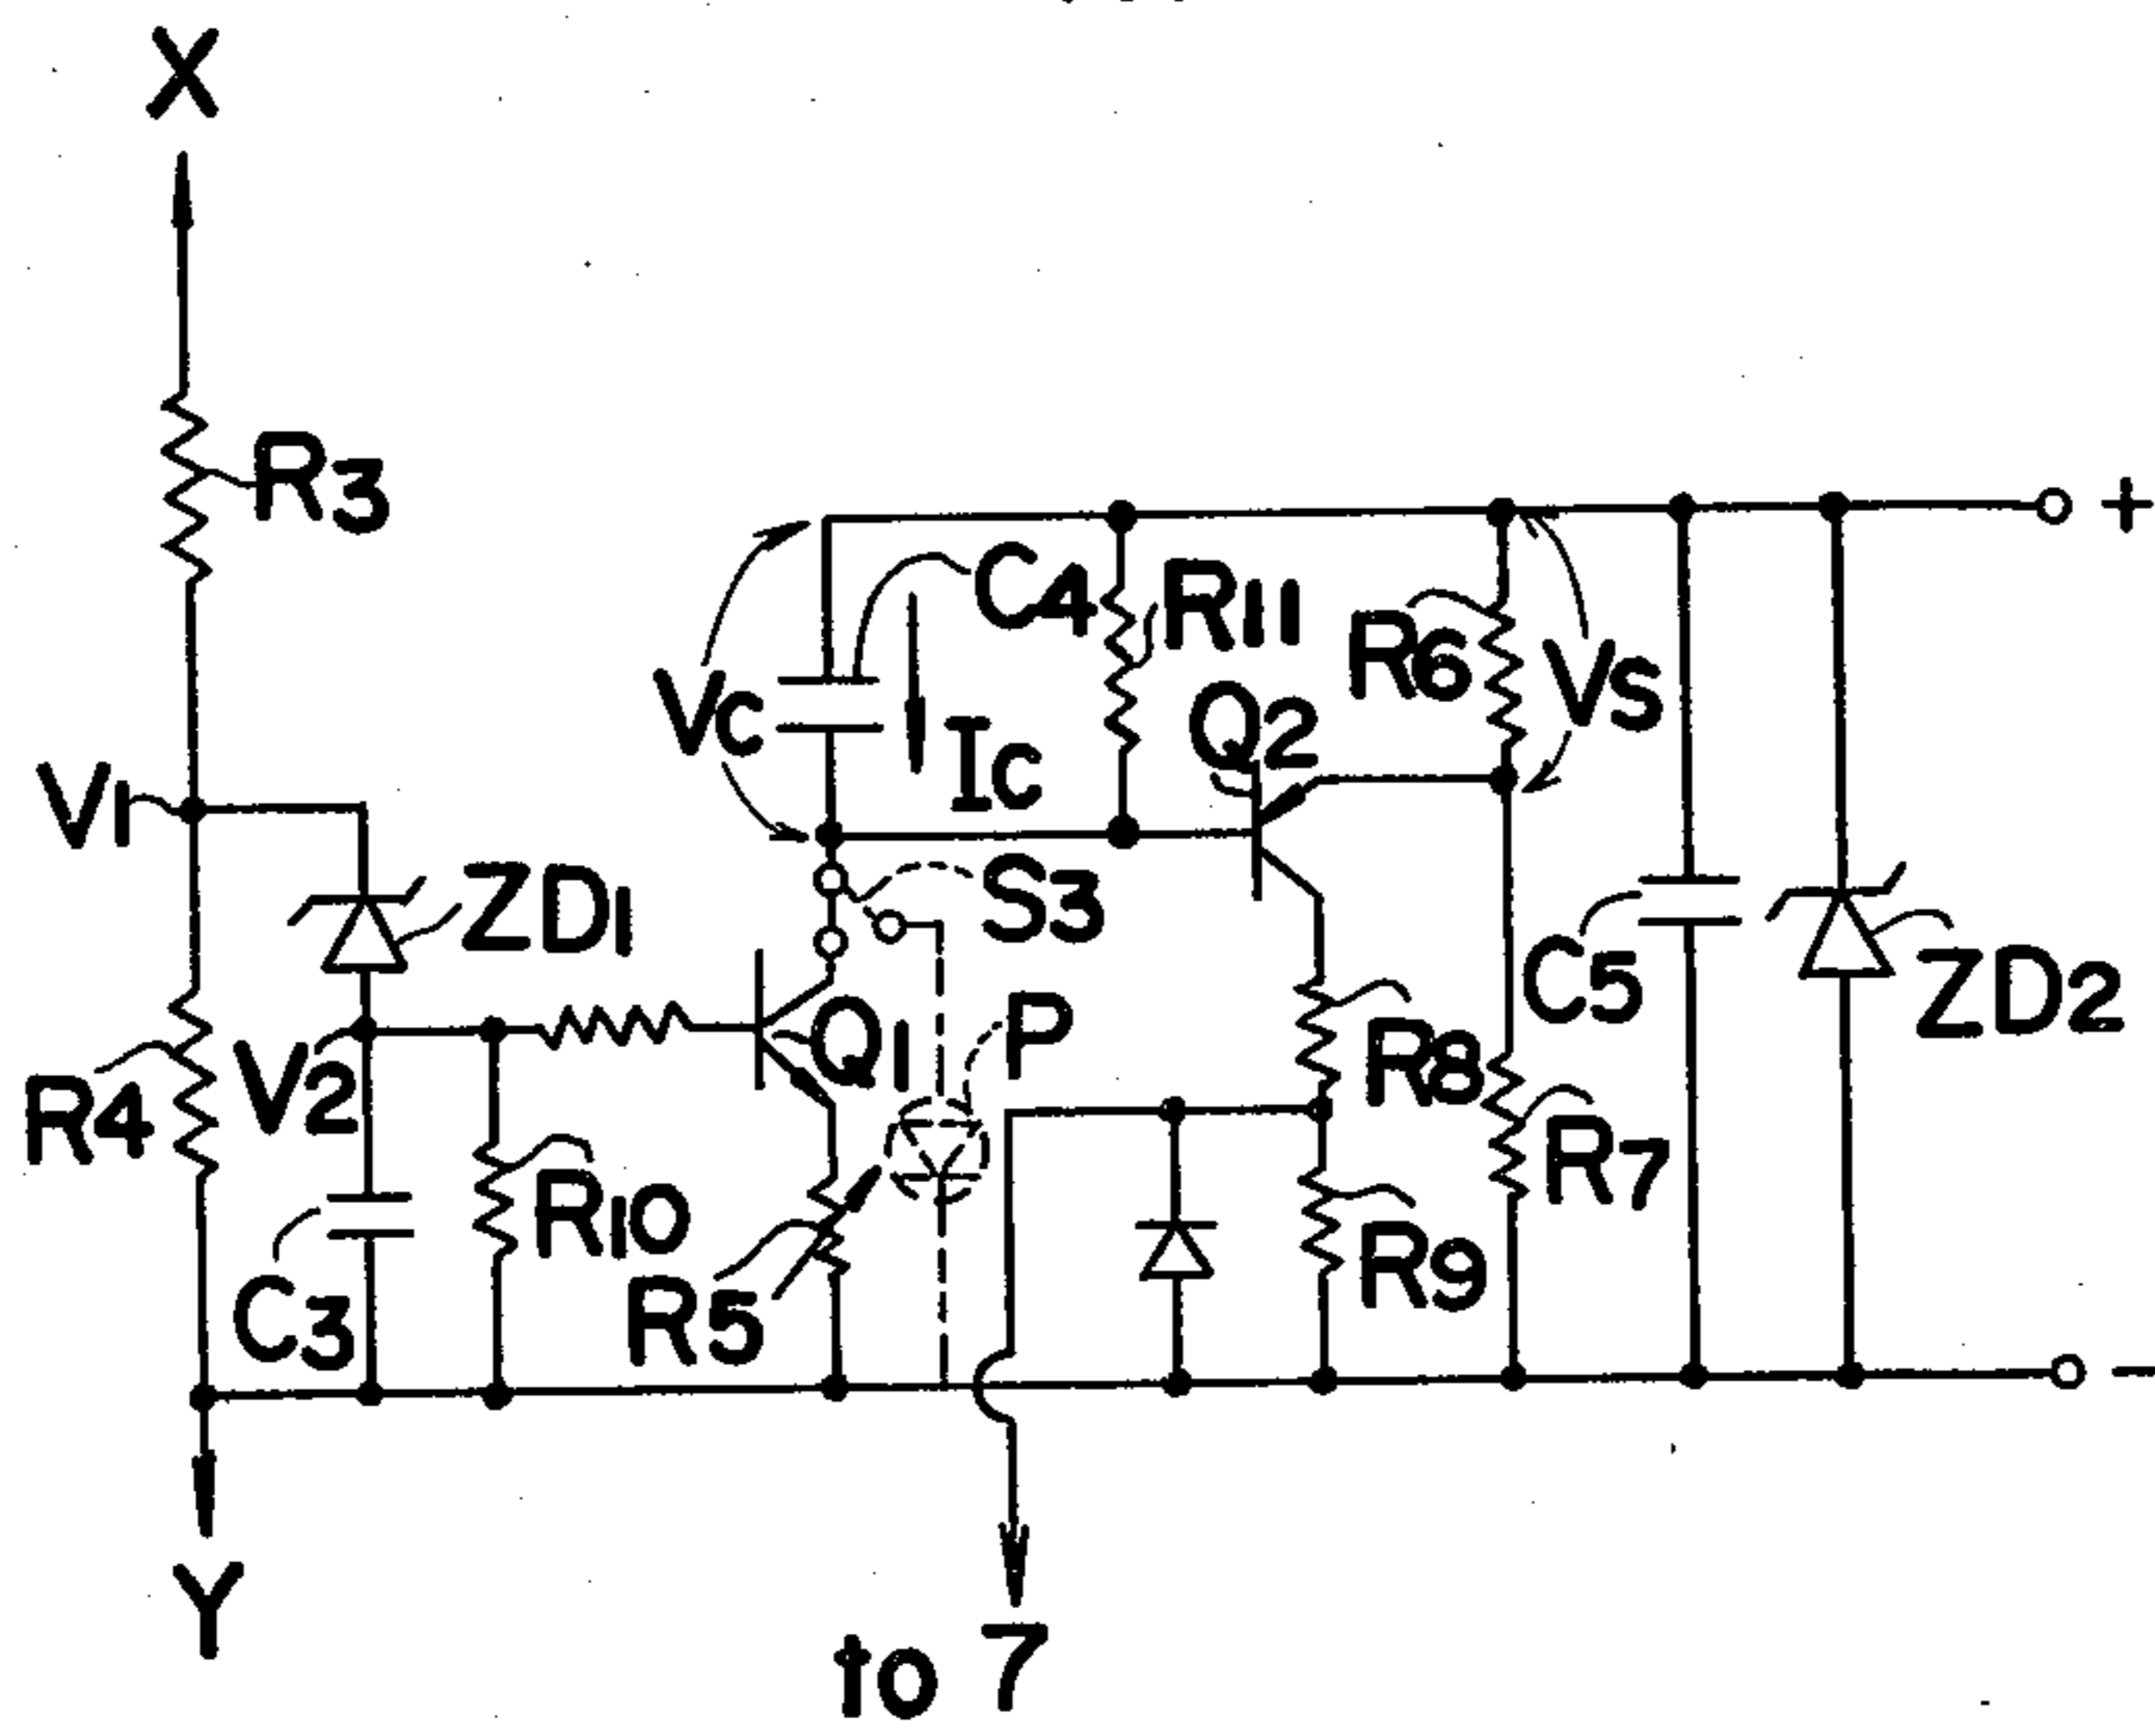 X
R3
+
C4
R11
R6
VC
IC
Q2
VS
V1
ZD1
S3
C5
ZD2
Q1
P
R8
R4
V2
R7
R10
C3
R5
R9
−
Y
to 7